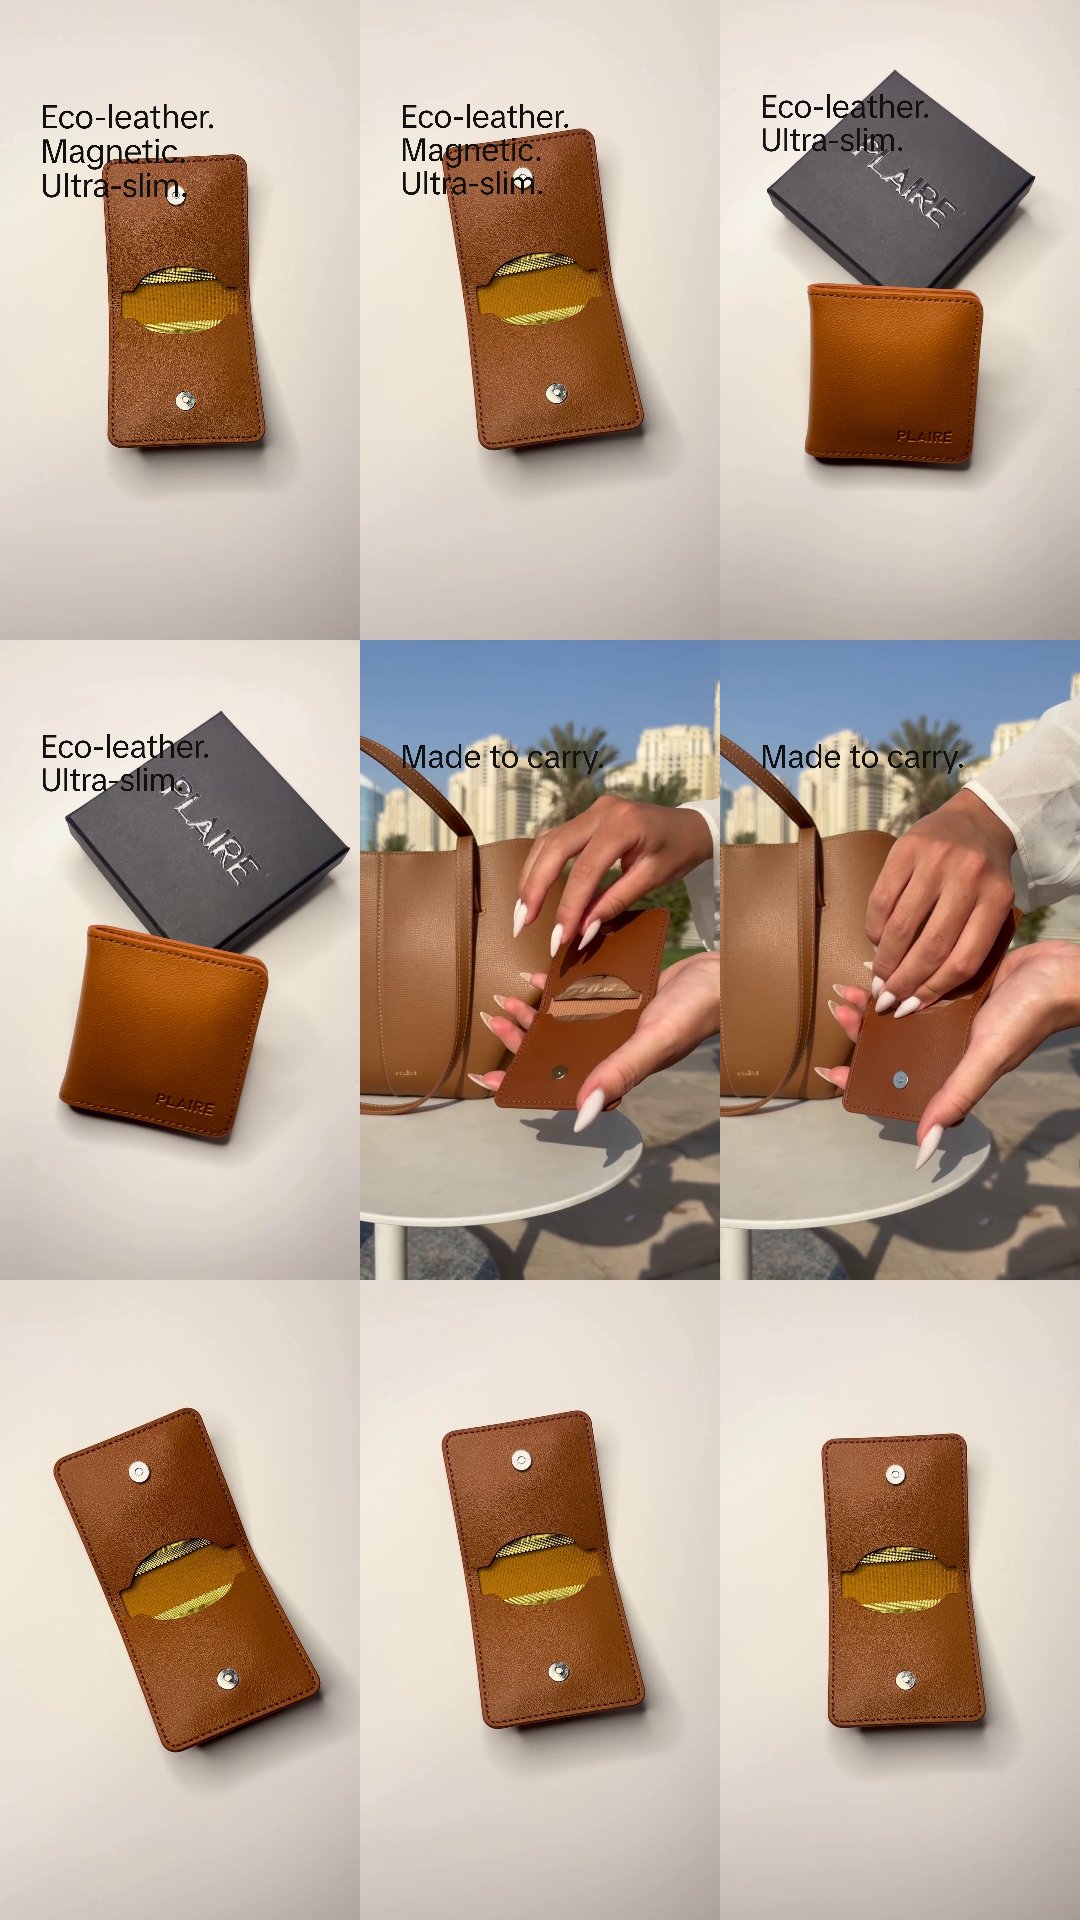 Eco-leather.
Magnetic.
Ultra-slim.
Eco-leather.
Magnetic.
Ultra-slim.
Eco-leather.
Ultra-slim.
PLAIRE
PLAIRE
Eco-leather.
Ultra-slim.
PLAIRE
PLAIRE
Made to carry.
Made to carry.